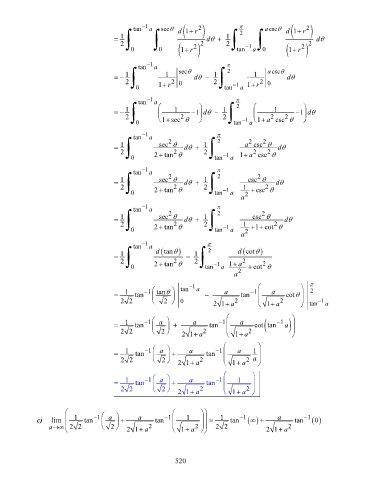 = 1/2 ∫_0^{tan⁻¹ a} ∫_0^{sec θ} d(1+r²)/(1+r²)² dθ + 1/2 ∫_{tan⁻¹ a}^{π/2} ∫_0^{a csc θ} d(1+r²)/(1+r²)² dθ
= −1/2 ∫_0^{tan⁻¹ a} 1/(1+r²) |_0^{sec θ} dθ − 1/2 ∫_{tan⁻¹ a}^{π/2} 1/(1+r²) |_0^{a csc θ} dθ
= −1/2 ∫_0^{tan⁻¹ a} (1/(1+sec² θ) −1) dθ − 1/2 ∫_{tan⁻¹ a}^{π/2} (1/(1+a² csc² θ) −1) dθ
= 1/2 ∫_0^{tan⁻¹ a} sec² θ/(2+tan² θ) dθ + 1/2 ∫_{tan⁻¹ a}^{π/2} a² csc² θ/(1+a² csc² θ) dθ
= 1/2 ∫_0^{tan⁻¹ a} sec² θ/(2+tan² θ) dθ + 1/2 ∫_{tan⁻¹ a}^{π/2} csc² θ/(1/a² + csc² θ) dθ
= 1/2 ∫_0^{tan⁻¹ a} sec² θ/(2+tan² θ) dθ + 1/2 ∫_{tan⁻¹ a}^{π/2} csc² θ/(1/a² +1+cot² θ) dθ
= 1/2 ∫_0^{tan⁻¹ a} d(tan θ)/(2+tan² θ) − 1/2 ∫_{tan⁻¹ a}^{π/2} d(cot θ)/((1+a²)/a² + cot² θ)
= 1/(2√2) tan⁻¹(tan θ/√2) |_0^{tan⁻¹ a} − a/(2√(1+a²)) tan⁻¹(a/√(1+a²) cot θ) |_{tan⁻¹ a}^{π/2}
= 1/(2√2) tan⁻¹(a/√2) + a/(2√(1+a²)) tan⁻¹(a/√(1+a²) cot(tan⁻¹ a))
= 1/(2√2) tan⁻¹(a/√2) + a/(2√(1+a²)) tan⁻¹(a/√(1+a²) 1/a)
= 1/(2√2) tan⁻¹(a/√2) + a/(2√(1+a²)) tan⁻¹(1/√(1+a²))
c) lim_{a→∞} (1/(2√2) tan⁻¹(a/√2) + a/(2√(1+a²)) tan⁻¹(1/√(1+a²))) = 1/(2√2) tan⁻¹(∞) + a/(2√(1+a²)) tan⁻¹(0)
520